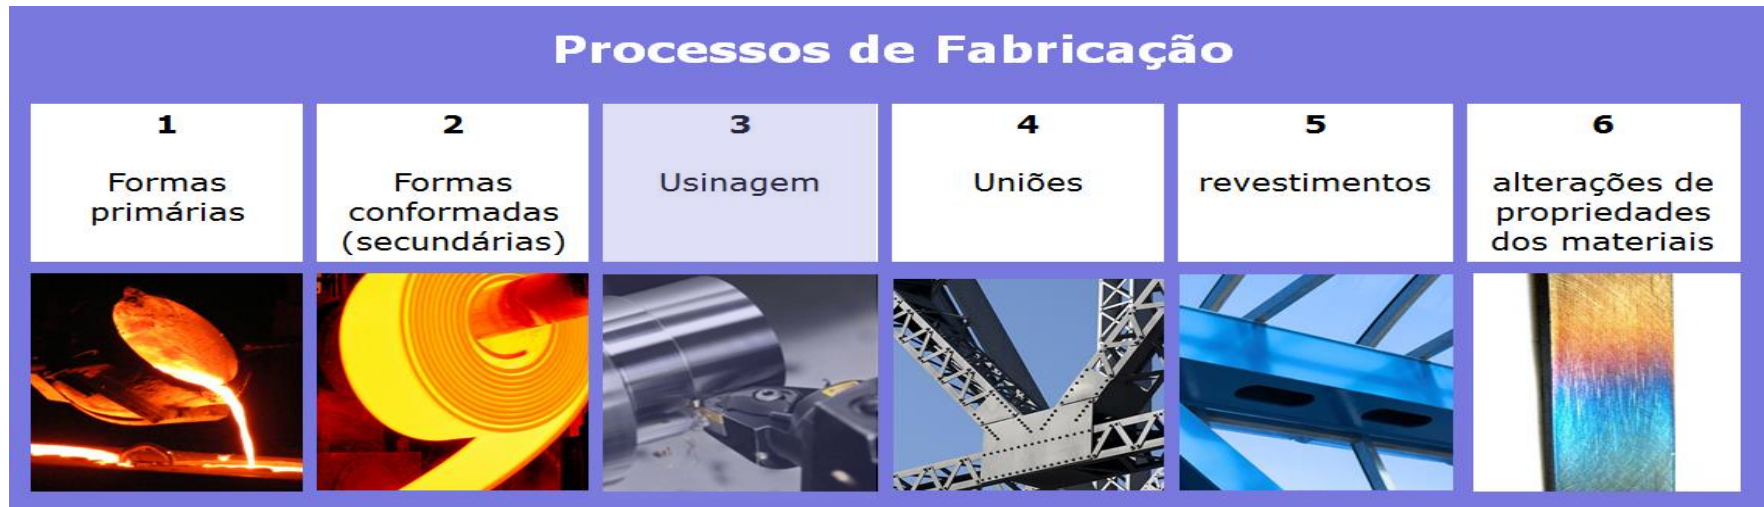 Processos de Fabricação
1
Formas
primárias
2
Formas
conformadas
(secundárias)
3
Usinagem
4
Uniões
5
revestimentos
6
alterações de
propriedades
dos materiais